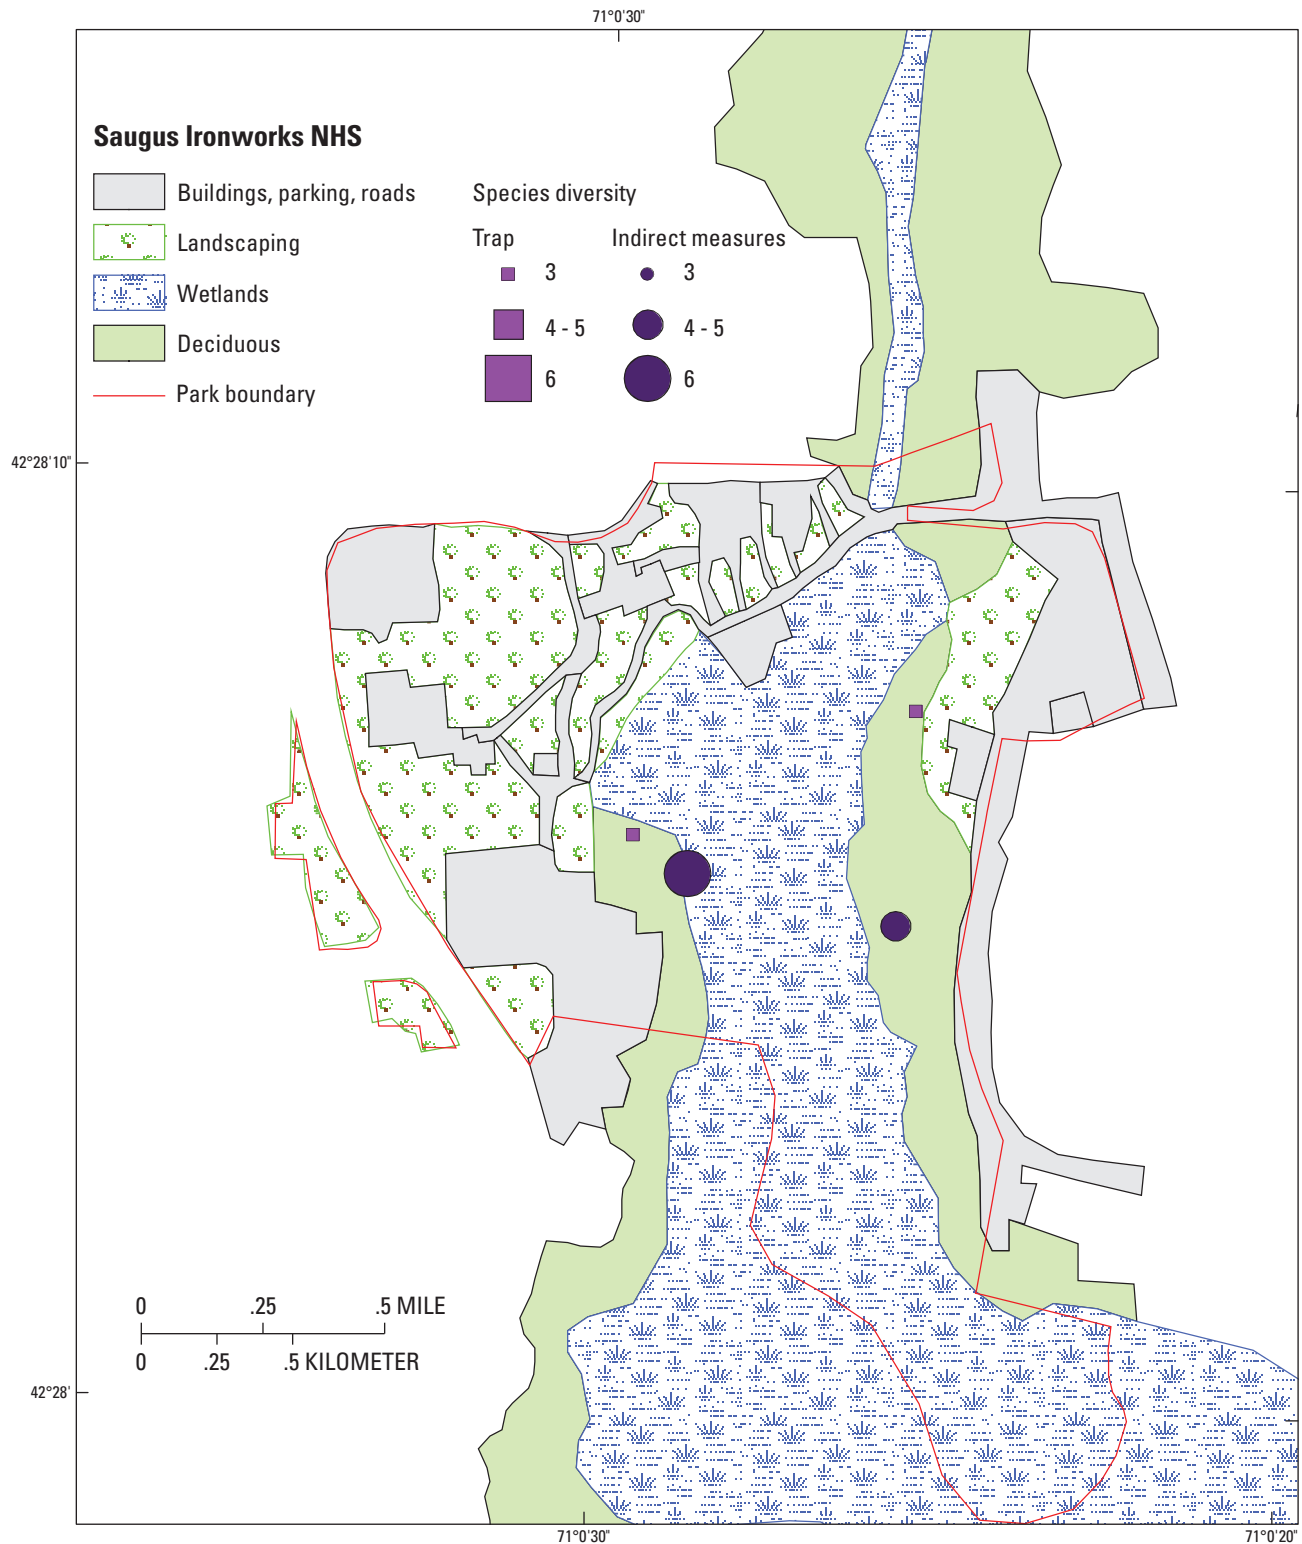 71°0'30"
Saugus Ironworks NHS
Buildings, parking, roads
Landscaping
Wetlands
Deciduous
Park boundary
Species diversity
Trap
Indirect measures
3
3
4 - 5
4 - 5
6
6
42°28'10"
0
.25
.5 MILE
0
.25
.5 KILOMETER
42°28'
71°0'30"
71°0'20"